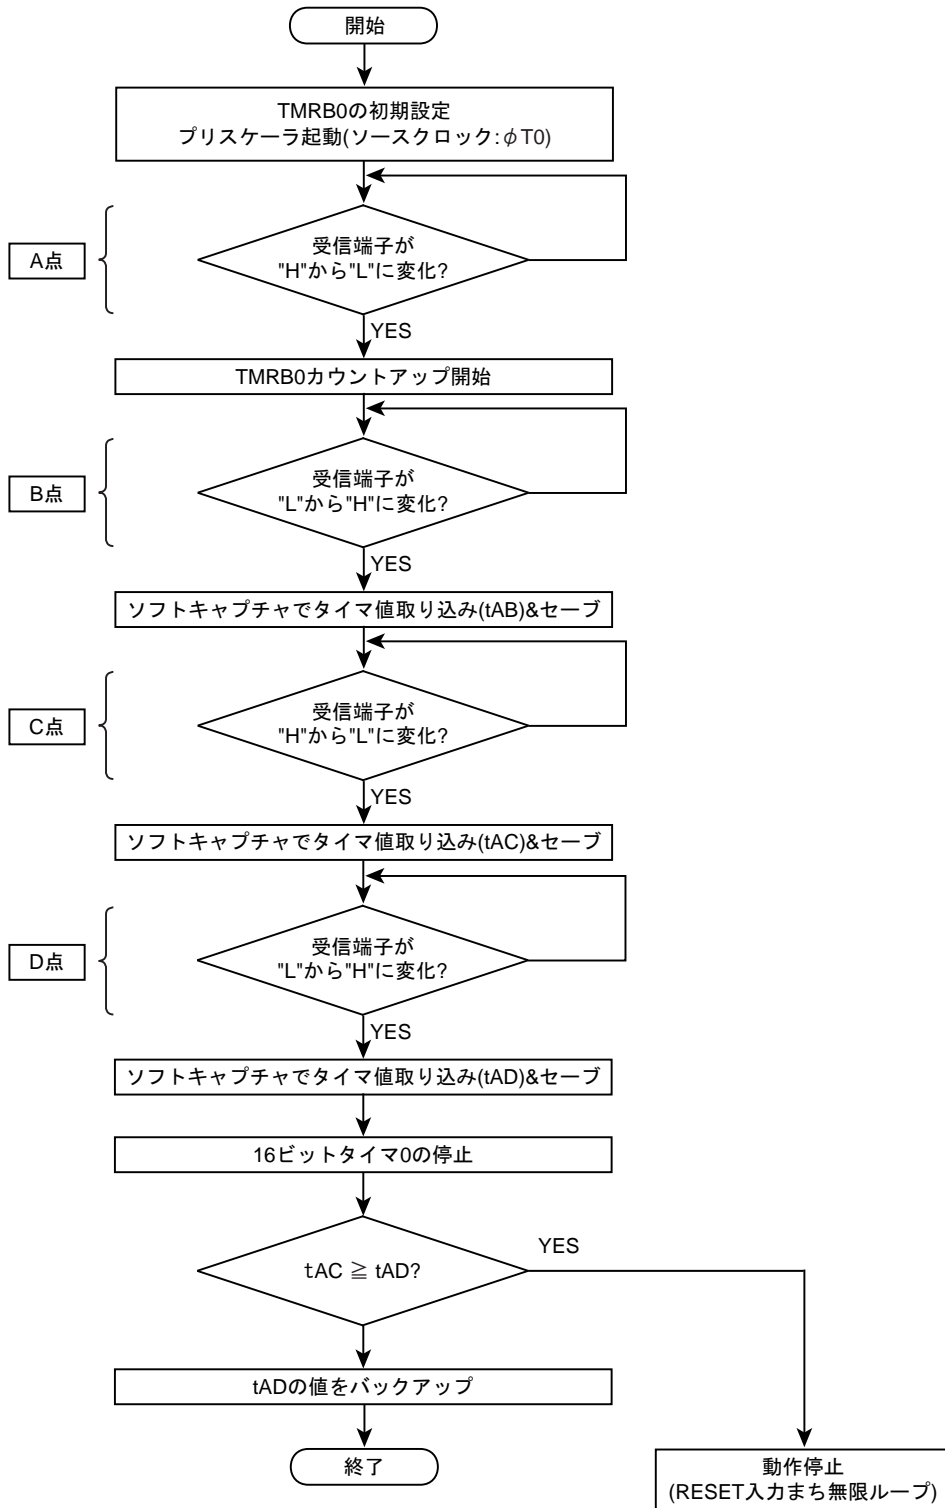 開始
TMRB0の初期設定
プリスケーラ起動(ソースクロック:φT0)
A点
受信端子が
"H"から"L"に変化?
YES
TMRB0カウントアップ開始
B点
受信端子が
"L"から"H"に変化?
YES
ソフトキャプチャでタイマ値取り込み(tAB)&セーブ
C点
受信端子が
"H"から"L"に変化?
YES
ソフトキャプチャでタイマ値取り込み(tAC)&セーブ
D点
受信端子が
"L"から"H"に変化?
YES
ソフトキャプチャでタイマ値取り込み(tAD)&セーブ
16ビットタイマ0の停止
tAC ≧ tAD?
YES
tADの値をバックアップ
終了
動作停止
(RESET入力まち無限ループ)